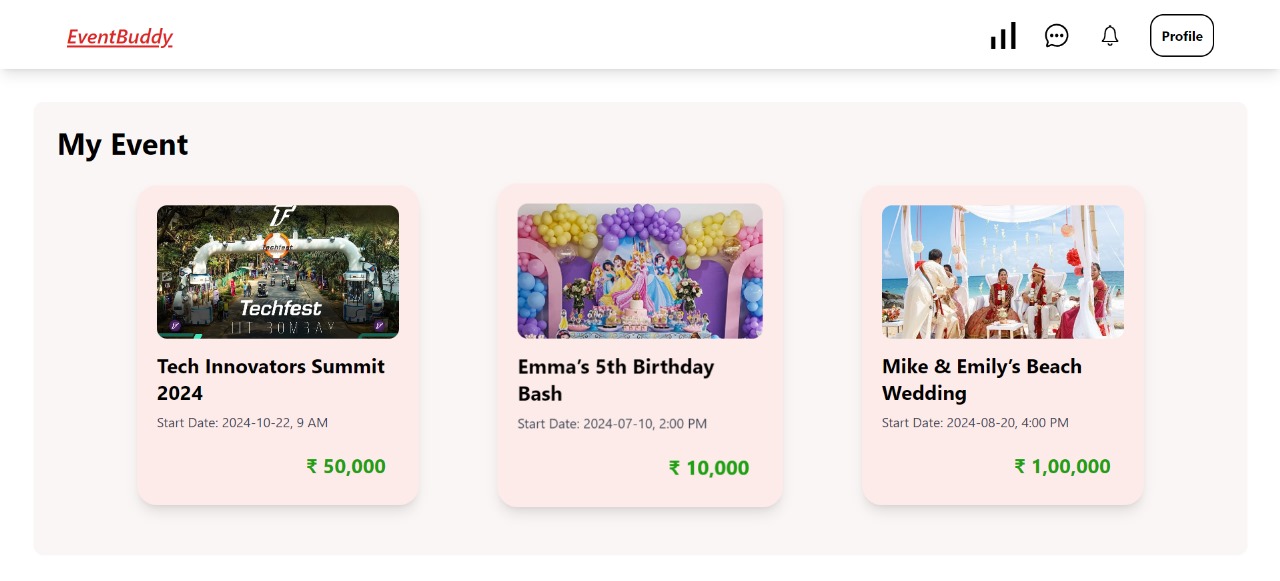 EventBuddy
Profile
My Event
Techfest
Techfest
IIT BOMBAY
Tech Innovators Summit
2024
Start Date: 2024-10-22, 9 AM
₹ 50,000
Emma’s 5th Birthday
Bash
Start Date: 2024-07-10, 2:00 PM
₹ 10,000
Mike & Emily’s Beach
Wedding
Start Date: 2024-08-20, 4:00 PM
₹ 1,00,000